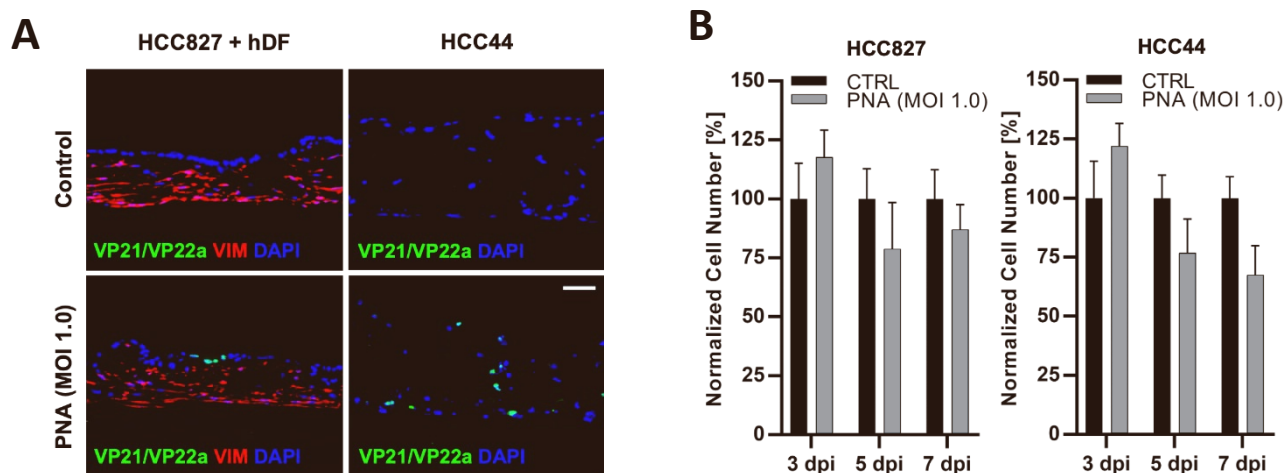 A
HCC827 + hDF
HCC44
Control
VP21/VP22a VIM DAPI
VP21/VP22a DAPI
PNA (MOI 1.0)
VP21/VP22a VIM DAPI
VP21/VP22a DAPI
B
HCC827
Normalized Cell Number [%]
150
125
100
75
50
25
0
CTRL
PNA (MOI 1.0)
3 dpi 5 dpi 7 dpi
HCC44
Normalized Cell Number [%]
150
125
100
75
50
25
0
CTRL
PNA (MOI 1.0)
3 dpi 5 dpi 7 dpi